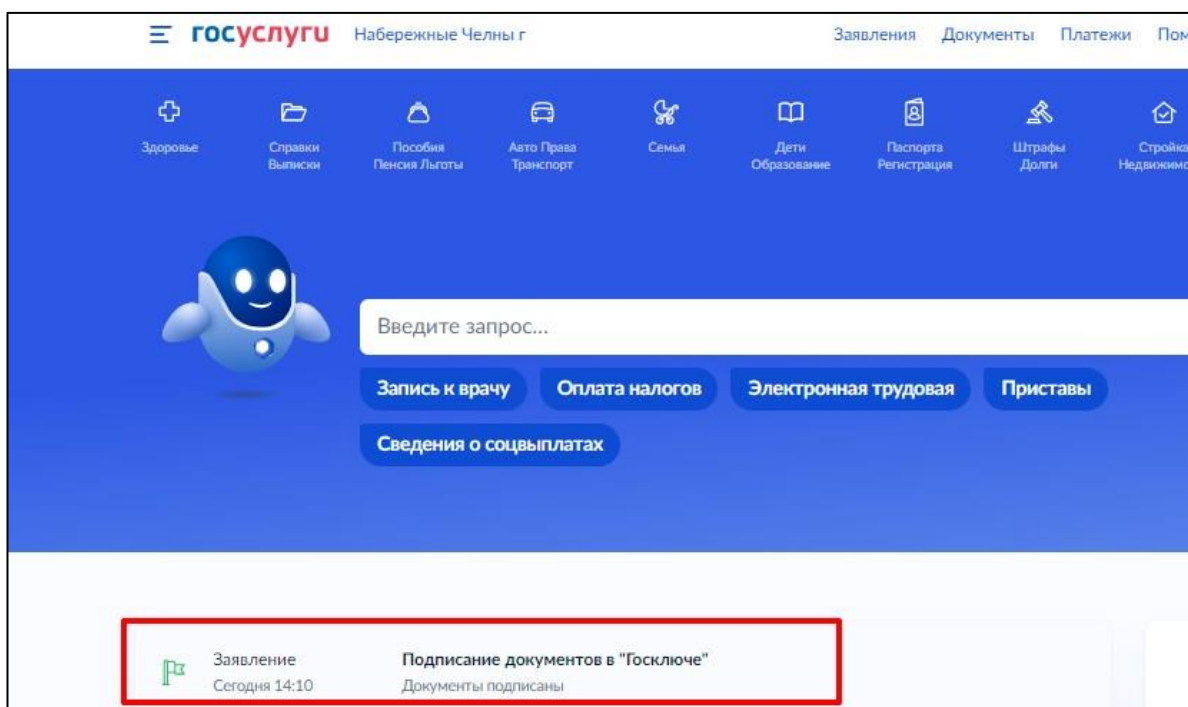 госуслуги Набережные Челны г Заявления Документы Платежи
Здоровье Справки Пособия Авто Права Семья Дети Паспорта Штрафы Стройка
Выписки Пенсия Льготы Транспорт Образование Регистрация Долги
Введите запрос...
Запись к врачу Оплата налогов Электронная трудовая Приставы
Сведения о соцвыплатах
Заявление Подписание документов в "Госключе"
Сегодня 14:10 Документы подписаны